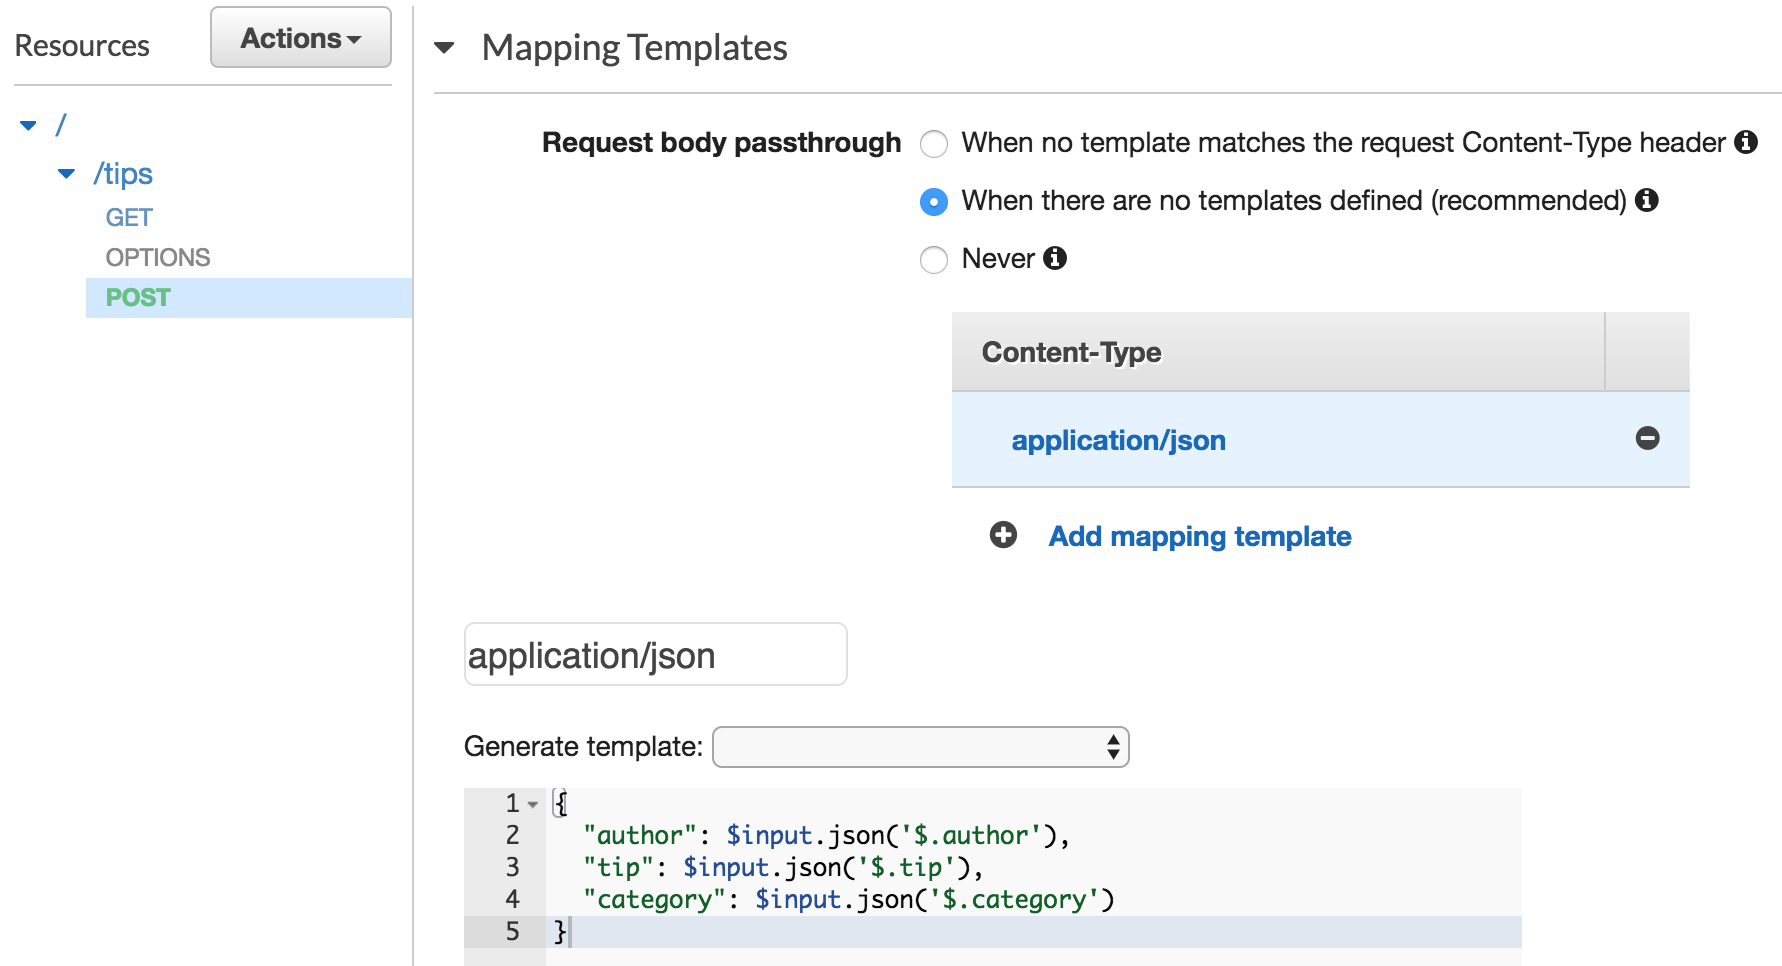 Resources
Actions
/
/tips
GET
OPTIONS
POST
Mapping Templates
Request body passthrough
When no template matches the request Content-Type header
When there are no templates defined (recommended)
Never
Content-Type
application/json
Add mapping template
application/json
Generate template:
1 {
2 "author": $input.json('$.author'),
3 "tip": $input.json('$.tip'),
4 "category": $input.json('$.category')
5 }